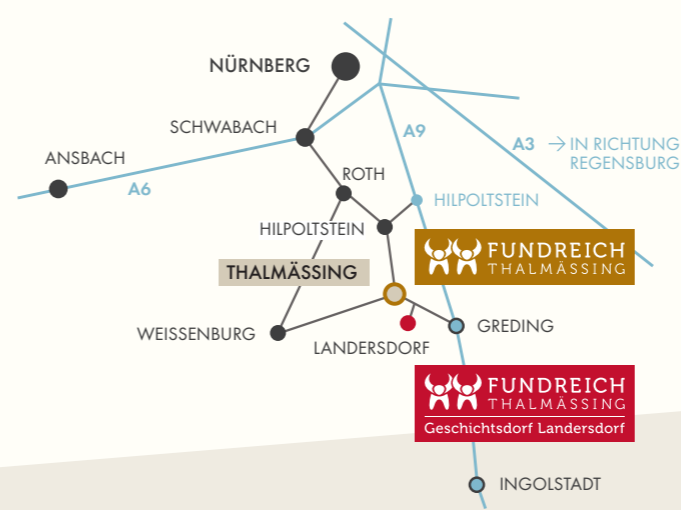 NÜRNBERG
SCHWABACH
A9
A3 → IN RICHTUNG
REGENSBURG
ANSBACH
A6
ROTH
HILPOLTSTEIN
HILPOLTSTEIN
FUNDREICH
THALMÄSSING
THALMÄSSING
WEISSENBURG
GREDING
LANDERSDORF
FUNDREICH
THALMÄSSING
Geschichtsdorf Landersdorf
INGOLSTADT